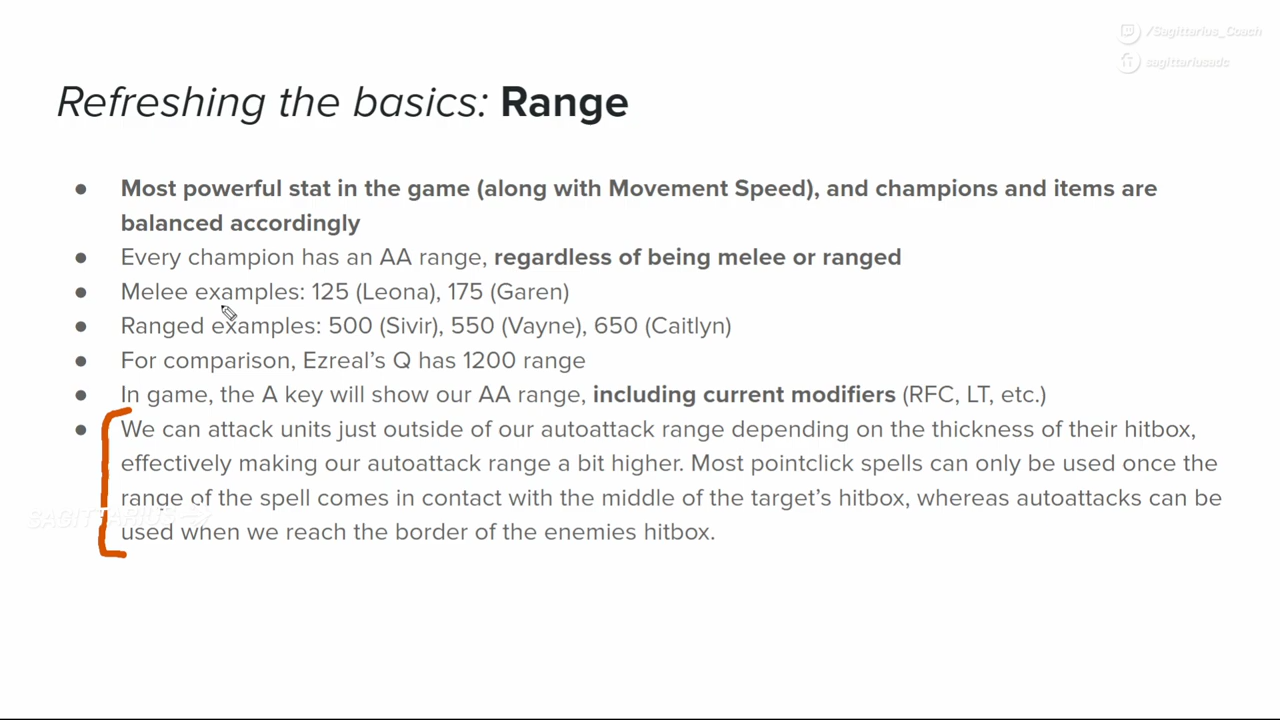 /Sagittarius_Coach
sagittariusadc
Refreshing the basics: Range
● Most powerful stat in the game (along with Movement Speed), and champions and items are
balanced accordingly
● Every champion has an AA range, regardless of being melee or ranged
● Melee examples: 125 (Leona), 175 (Garen)
● Ranged examples: 500 (Sivir), 550 (Vayne), 650 (Caitlyn)
● For comparison, Ezreal’s Q has 1200 range
● In game, the A key will show our AA range, including current modifiers (RFC, LT, etc.)
● We can attack units just outside of our autoattack range depending on the thickness of their hitbox,
effectively making our autoattack range a bit higher. Most pointclick spells can only be used once the
range of the spell comes in contact with the middle of the target’s hitbox, whereas autoattacks can be
SAGITTARIUS
used when we reach the border of the enemies hitbox.